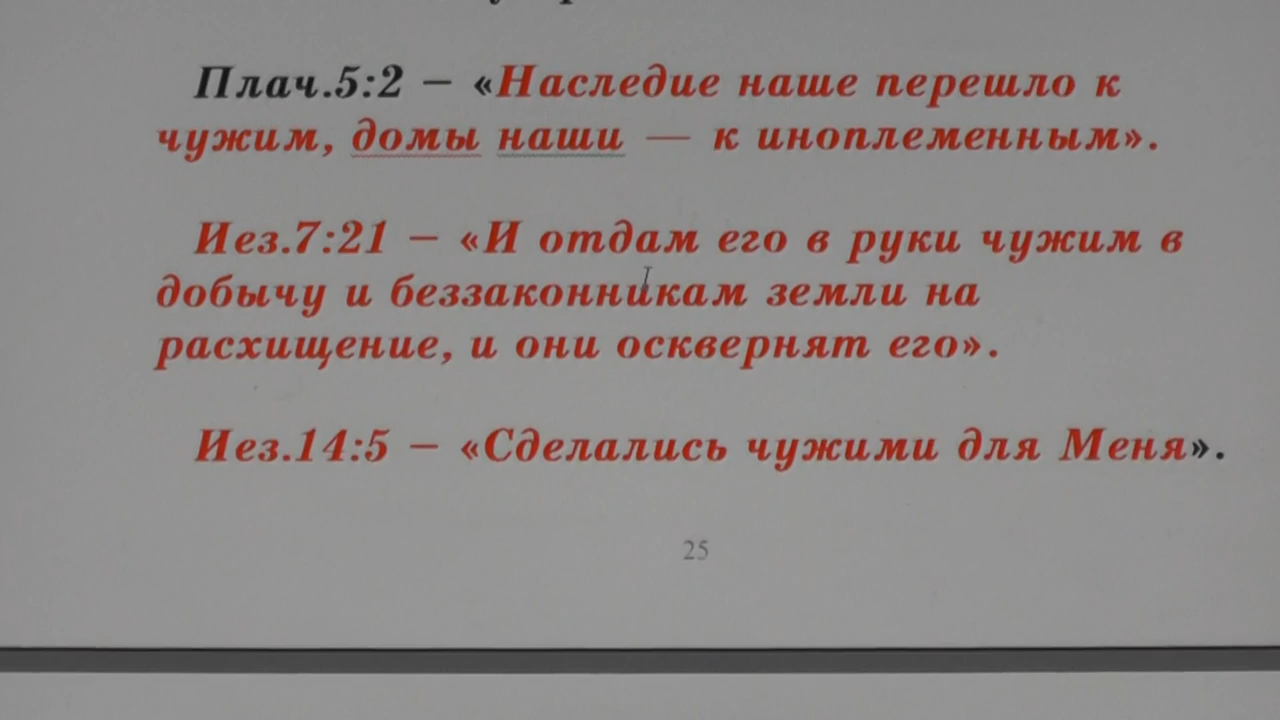 Плач.5:2 – «Наследие наше перешло к
чужим, домы наши — к иноплеменным».
Иез.7:21 – «И отдам его в руки чужим в
добычу и беззаконникам земли на
расхищение, и они осквернят его».
Иез.14:5 – «Сделались чужими для Меня».
25